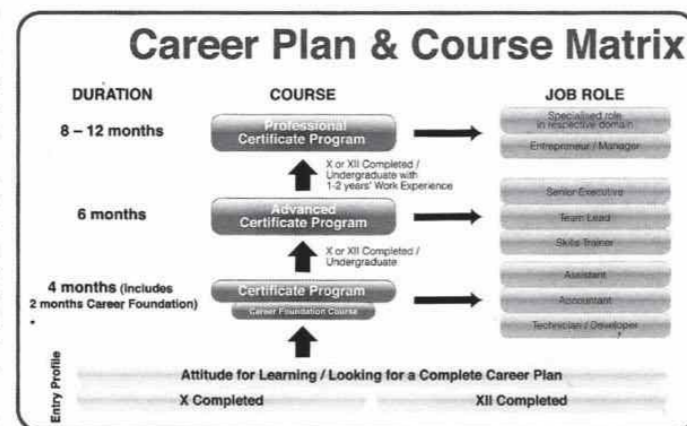 Career Plan & Course Matrix
DURATION
COURSE
JOB ROLE
8 – 12 months
Professional
Certificate Program
Specialised role
in respective domain
Entrepreneur / Manager
X or XII Completed /
Undergraduate with
1-2 years' Work Experience
6 months
Advanced
Certificate Program
Senior Executive
Team Lead
Skills Trainer
X or XII Completed /
Undergraduate
4 months (includes
2 months Career Foundation)
Certificate Program
Career Foundation Course
Assistant
Accountant
Technician / Developer
Entry Profile
Attitude for Learning / Looking for a Complete Career Plan
X Completed
XII Completed